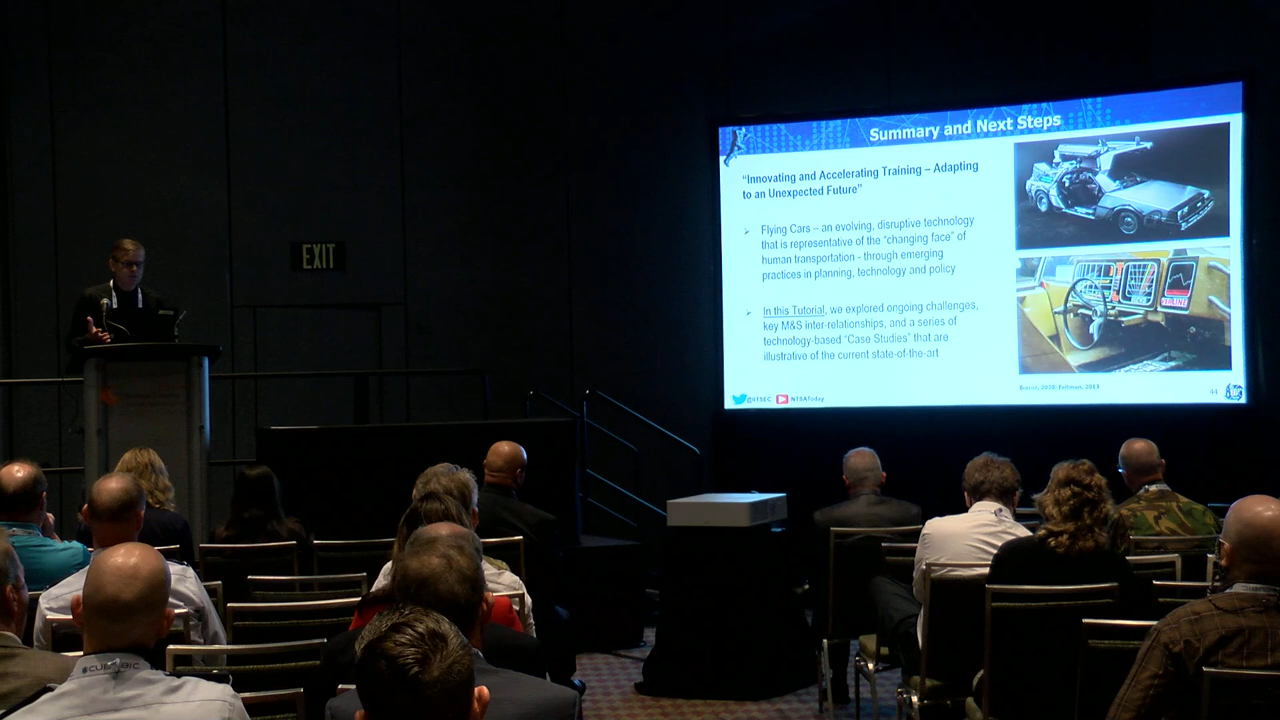 Summary and Next Steps
“Innovating and Accelerating Training – Adapting
to an Unexpected Future”
Flying Cars – an evolving, disruptive technology
that is representative of the “changing face” of
human transportation - through emerging
practices in planning, technology and policy
In this Tutorial, we explored ongoing challenges,
key M&S inter-relationships, and a series of
technology-based “Case Studies” that are
illustrative of the current state-of-the-art
@IITSEC
NTSAToday
44
EXIT
CUBIC